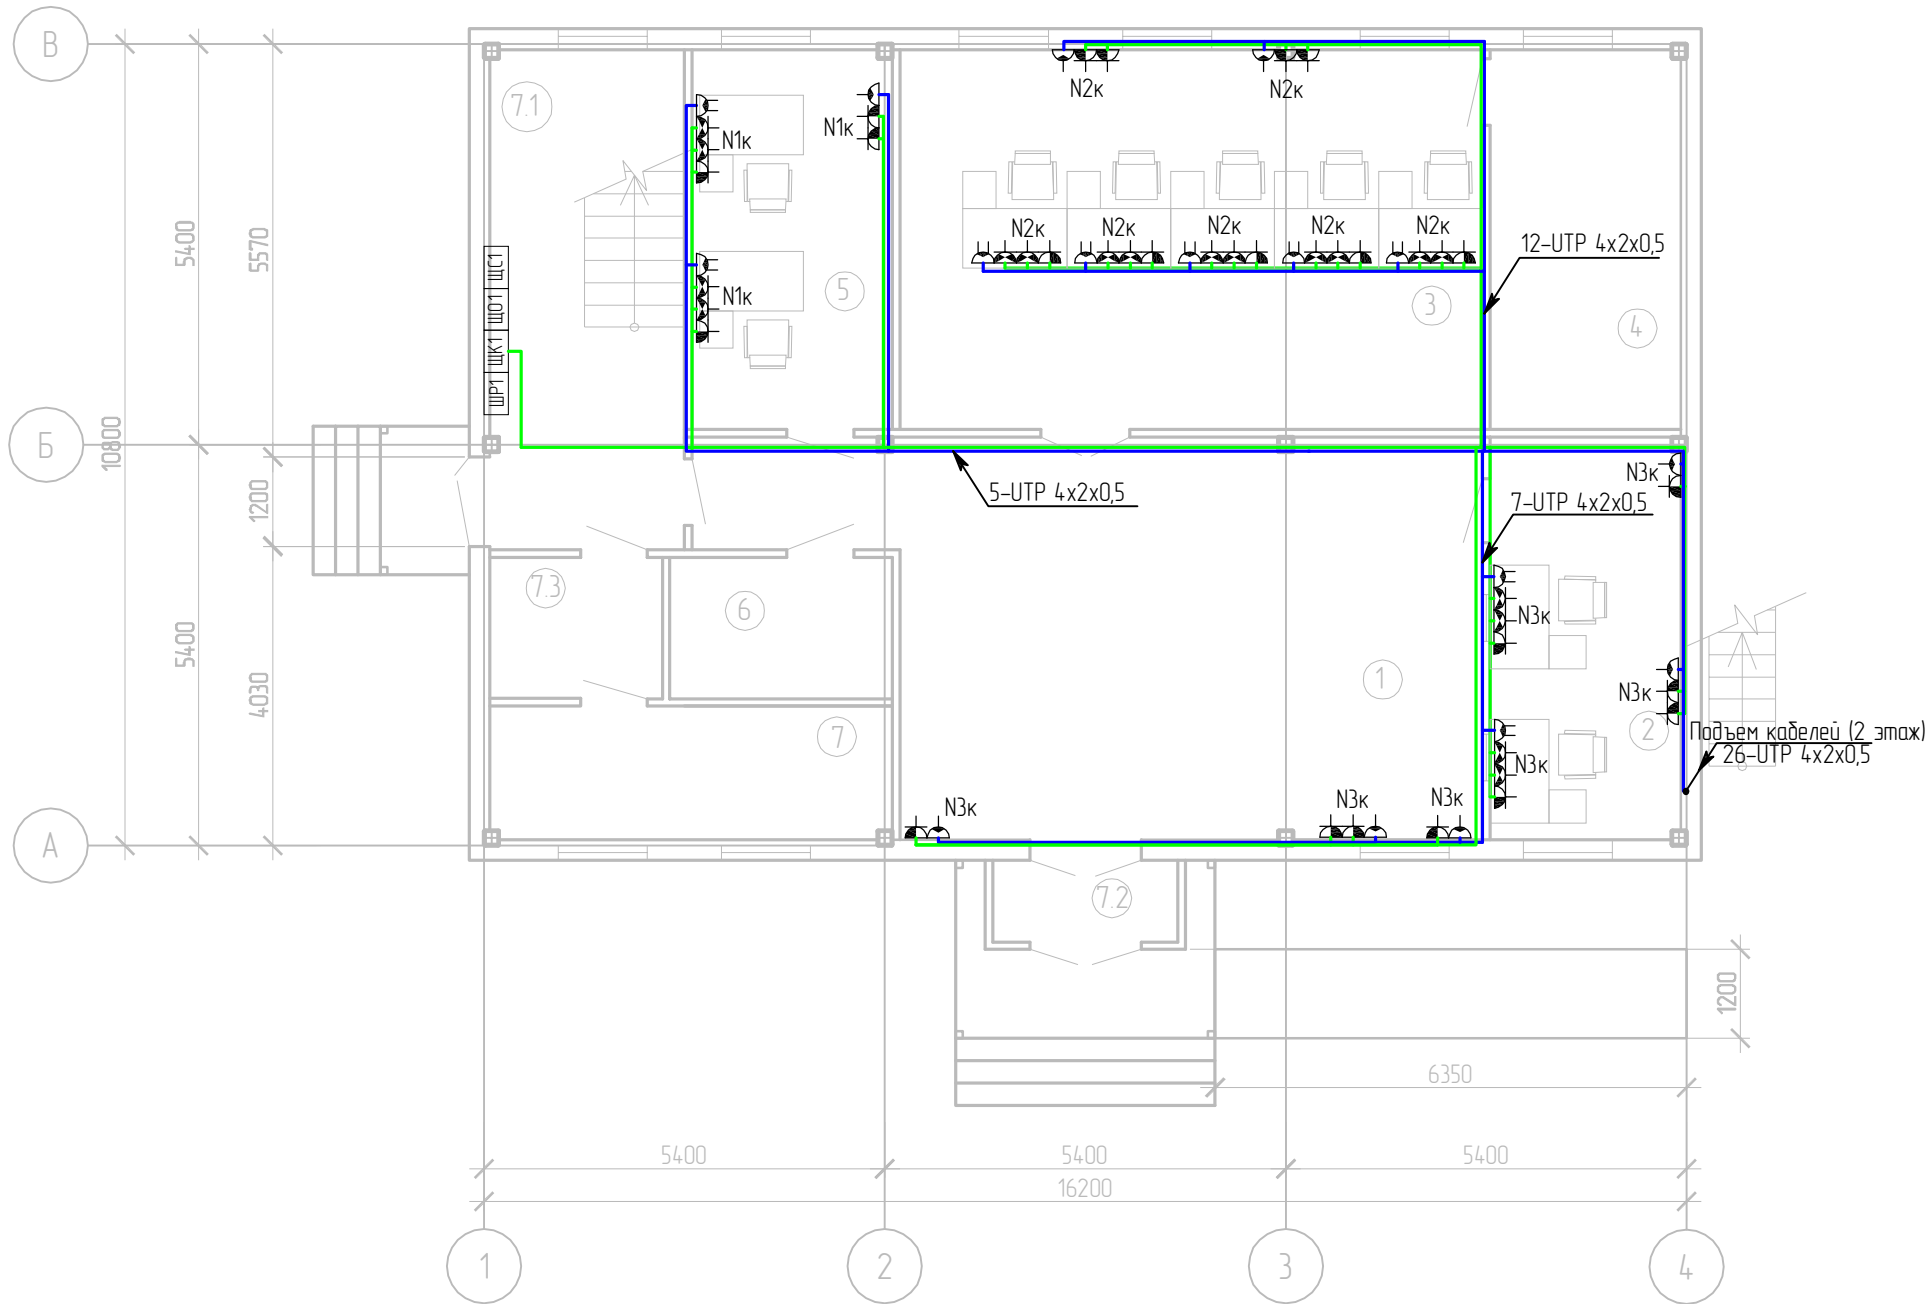 В
7.1
N2к
N2к
N1к
N1к
5400
5570
N2к
N2к
N2к
N2к
N2к
12-UTP 4x2x0,5
ЩС1
ЩО1
ЩК1
ЩР1
N1к
5
3
4
Б
10800
N3к
5-UTP 4x2x0,5
7-UTP 4x2x0,5
1200
7.3
6
N3к
5400
4030
1
N3к
7
2
Подъем кабелей (2 этаж)
26-UTP 4x2x0,5
N3к
N3к
N3к
N3к
А
7.2
1200
6350
5400
5400
5400
16200
1
2
3
4